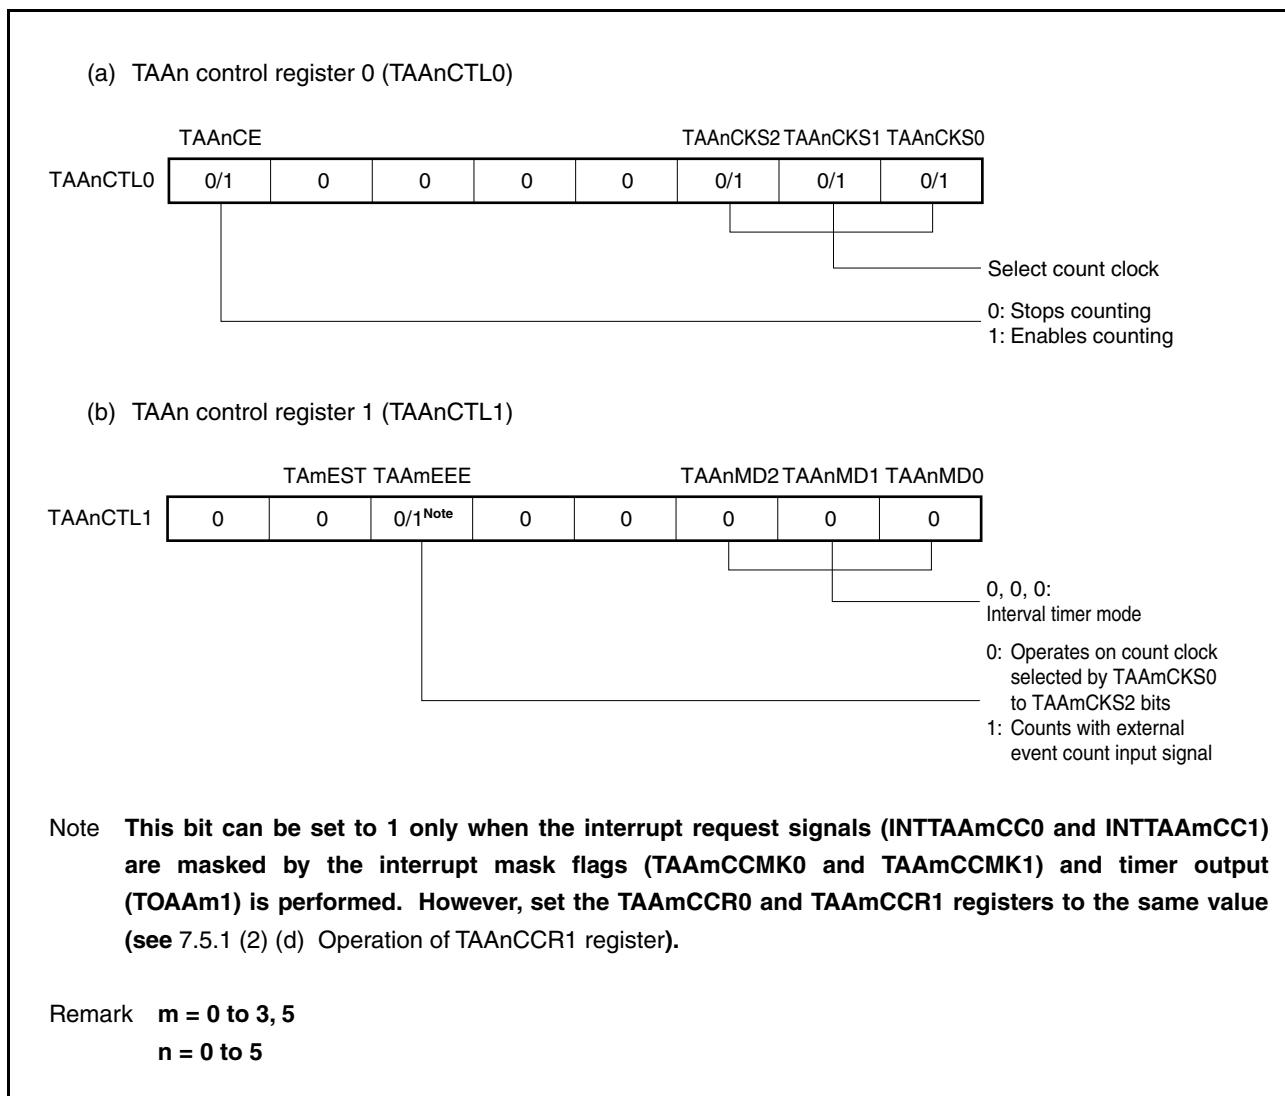 (a) TAAn control register 0 (TAAnCTL0)
TAAnCE TAAnCKS2 TAAnCKS1 TAAnCKS0
TAAnCTL0 0/1 0 0 0 0 0/1 0/1 0/1
Select count clock
0: Stops counting
1: Enables counting
(b) TAAn control register 1 (TAAnCTL1)
TAmEST TAAmEEE TAAnMD2 TAAnMD1 TAAnMD0
TAAnCTL1 0 0 0/1Note 0 0 0 0 0
0, 0, 0:
Interval timer mode
0: Operates on count clock
selected by TAAmCKS0
to TAAmCKS2 bits
1: Counts with external
event count input signal
Note This bit can be set to 1 only when the interrupt request signals (INTTAAmCC0 and INTTAAmCC1)
are masked by the interrupt mask flags (TAAmCCMK0 and TAAmCCMK1) and timer output
(TOAAm1) is performed. However, set the TAAmCCR0 and TAAmCCR1 registers to the same value
(see 7.5.1 (2) (d) Operation of TAAnCCR1 register).
Remark m = 0 to 3, 5
n = 0 to 5